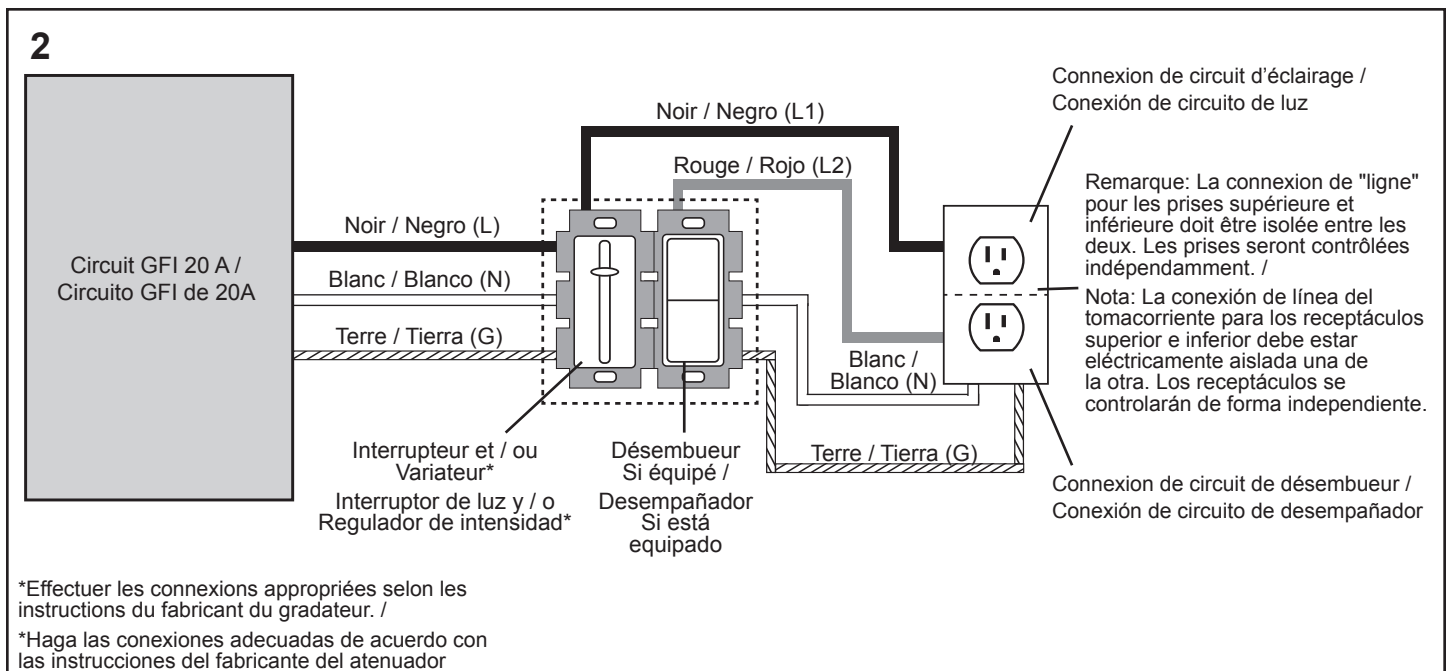 2
Circuit GFI 20 A /
Circuito GFI de 20A
Noir / Negro (L)
Blanc / Blanco (N)
Terre / Tierra (G)
Noir / Negro (L1)
Rouge / Rojo (L2)
Blanc /
Blanco (N)
Terre / Tierra (G)
Connexion de circuit d'éclairage /
Conexión de circuito de luz
Remarque: La connexion de "ligne"
pour les prises supérieure et
inférieure doit être isolée entre les
deux. Les prises seront contrôlées
indépendamment. /
Nota: La conexión de línea del
tomacorriente para los receptáculos
superior e inferior debe estar
eléctricamente aislada una de
la otra. Los receptáculos se
controlarán de forma independiente.
Connexion de circuit de désembueur /
Conexión de circuito de desempañador
Interrupteur et / ou
Variateur*
Interruptor de luz y / o
Regulador de intensidad*
Désembueur
Si équipé /
Desempañador
Si está
equipado
*Effectuer les connexions appropriées selon les
instructions du fabricant du gradateur. /
*Haga las conexiones adecuadas de acuerdo con
las instrucciones del fabricante del atenuador